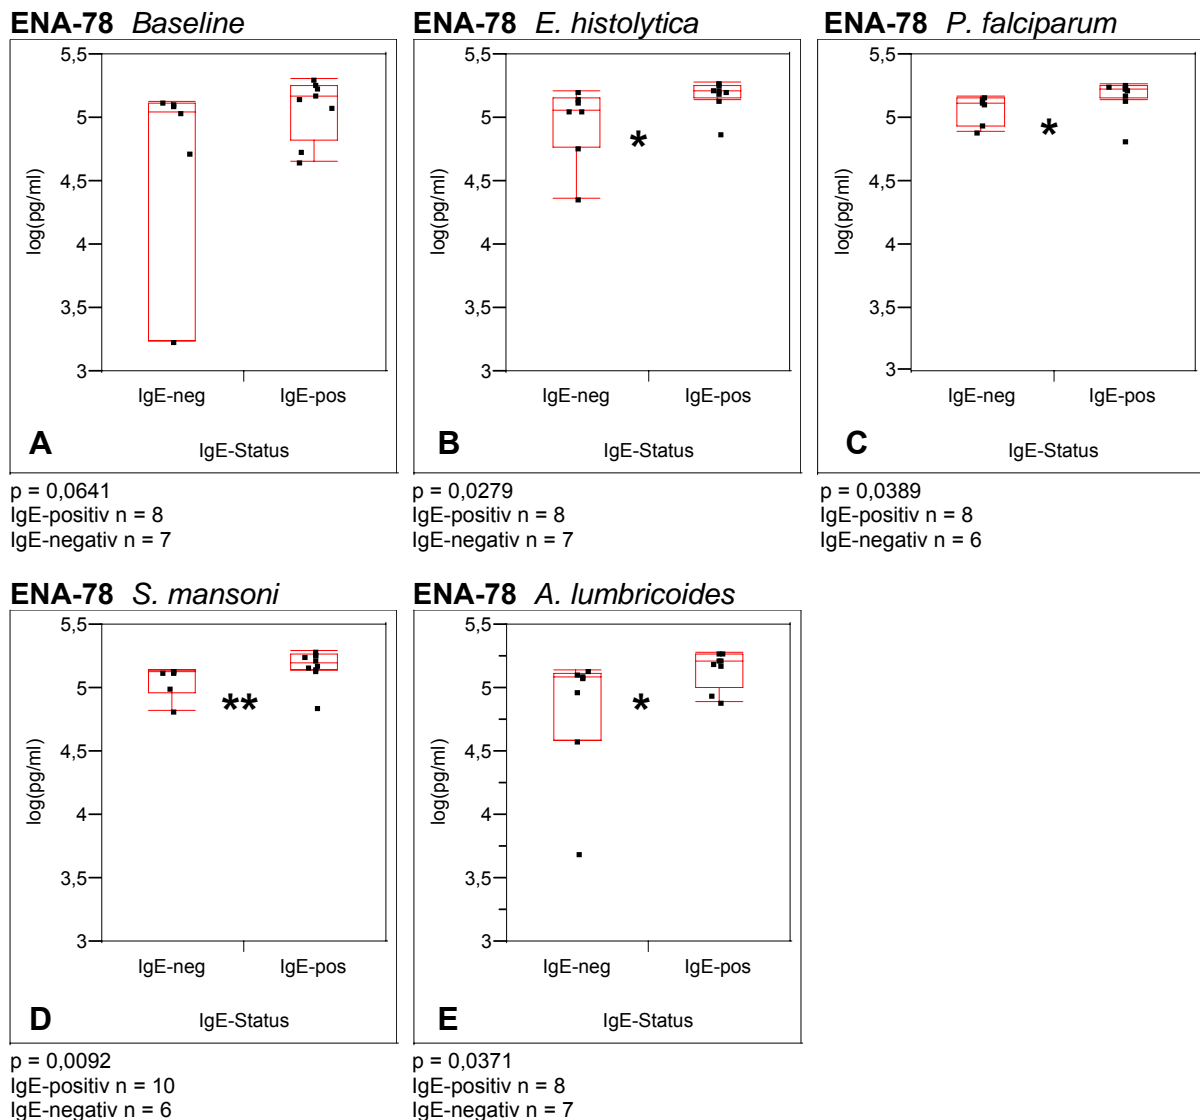 ENA-78 Baseline
5,5
5
4,5
4
3,5
3
log(pg/ml)
IgE-neg IgE-pos
A IgE-Status
p = 0,0641
IgE-positiv n = 8
IgE-negativ n = 7
ENA-78 E. histolytica
5,5
5
4,5
4
3,5
3
log(pg/ml)
*
IgE-neg IgE-pos
B IgE-Status
p = 0,0279
IgE-positiv n = 8
IgE-negativ n = 7
ENA-78 P. falciparum
5,5
5
4,5
4
3,5
3
log(pg/ml)
*
IgE-neg IgE-pos
C IgE-Status
p = 0,0389
IgE-positiv n = 8
IgE-negativ n = 6
ENA-78 S. mansoni
5,5
5
4,5
4
3,5
3
log(pg/ml)
**
IgE-neg IgE-pos
D IgE-Status
p = 0,0092
IgE-positiv n = 10
IgE-negativ n = 6
ENA-78 A. lumbricoides
5,5
5
4,5
4
3,5
3
log(pg/ml)
*
IgE-neg IgE-pos
E IgE-Status
p = 0,0371
IgE-positiv n = 8
IgE-negativ n = 7